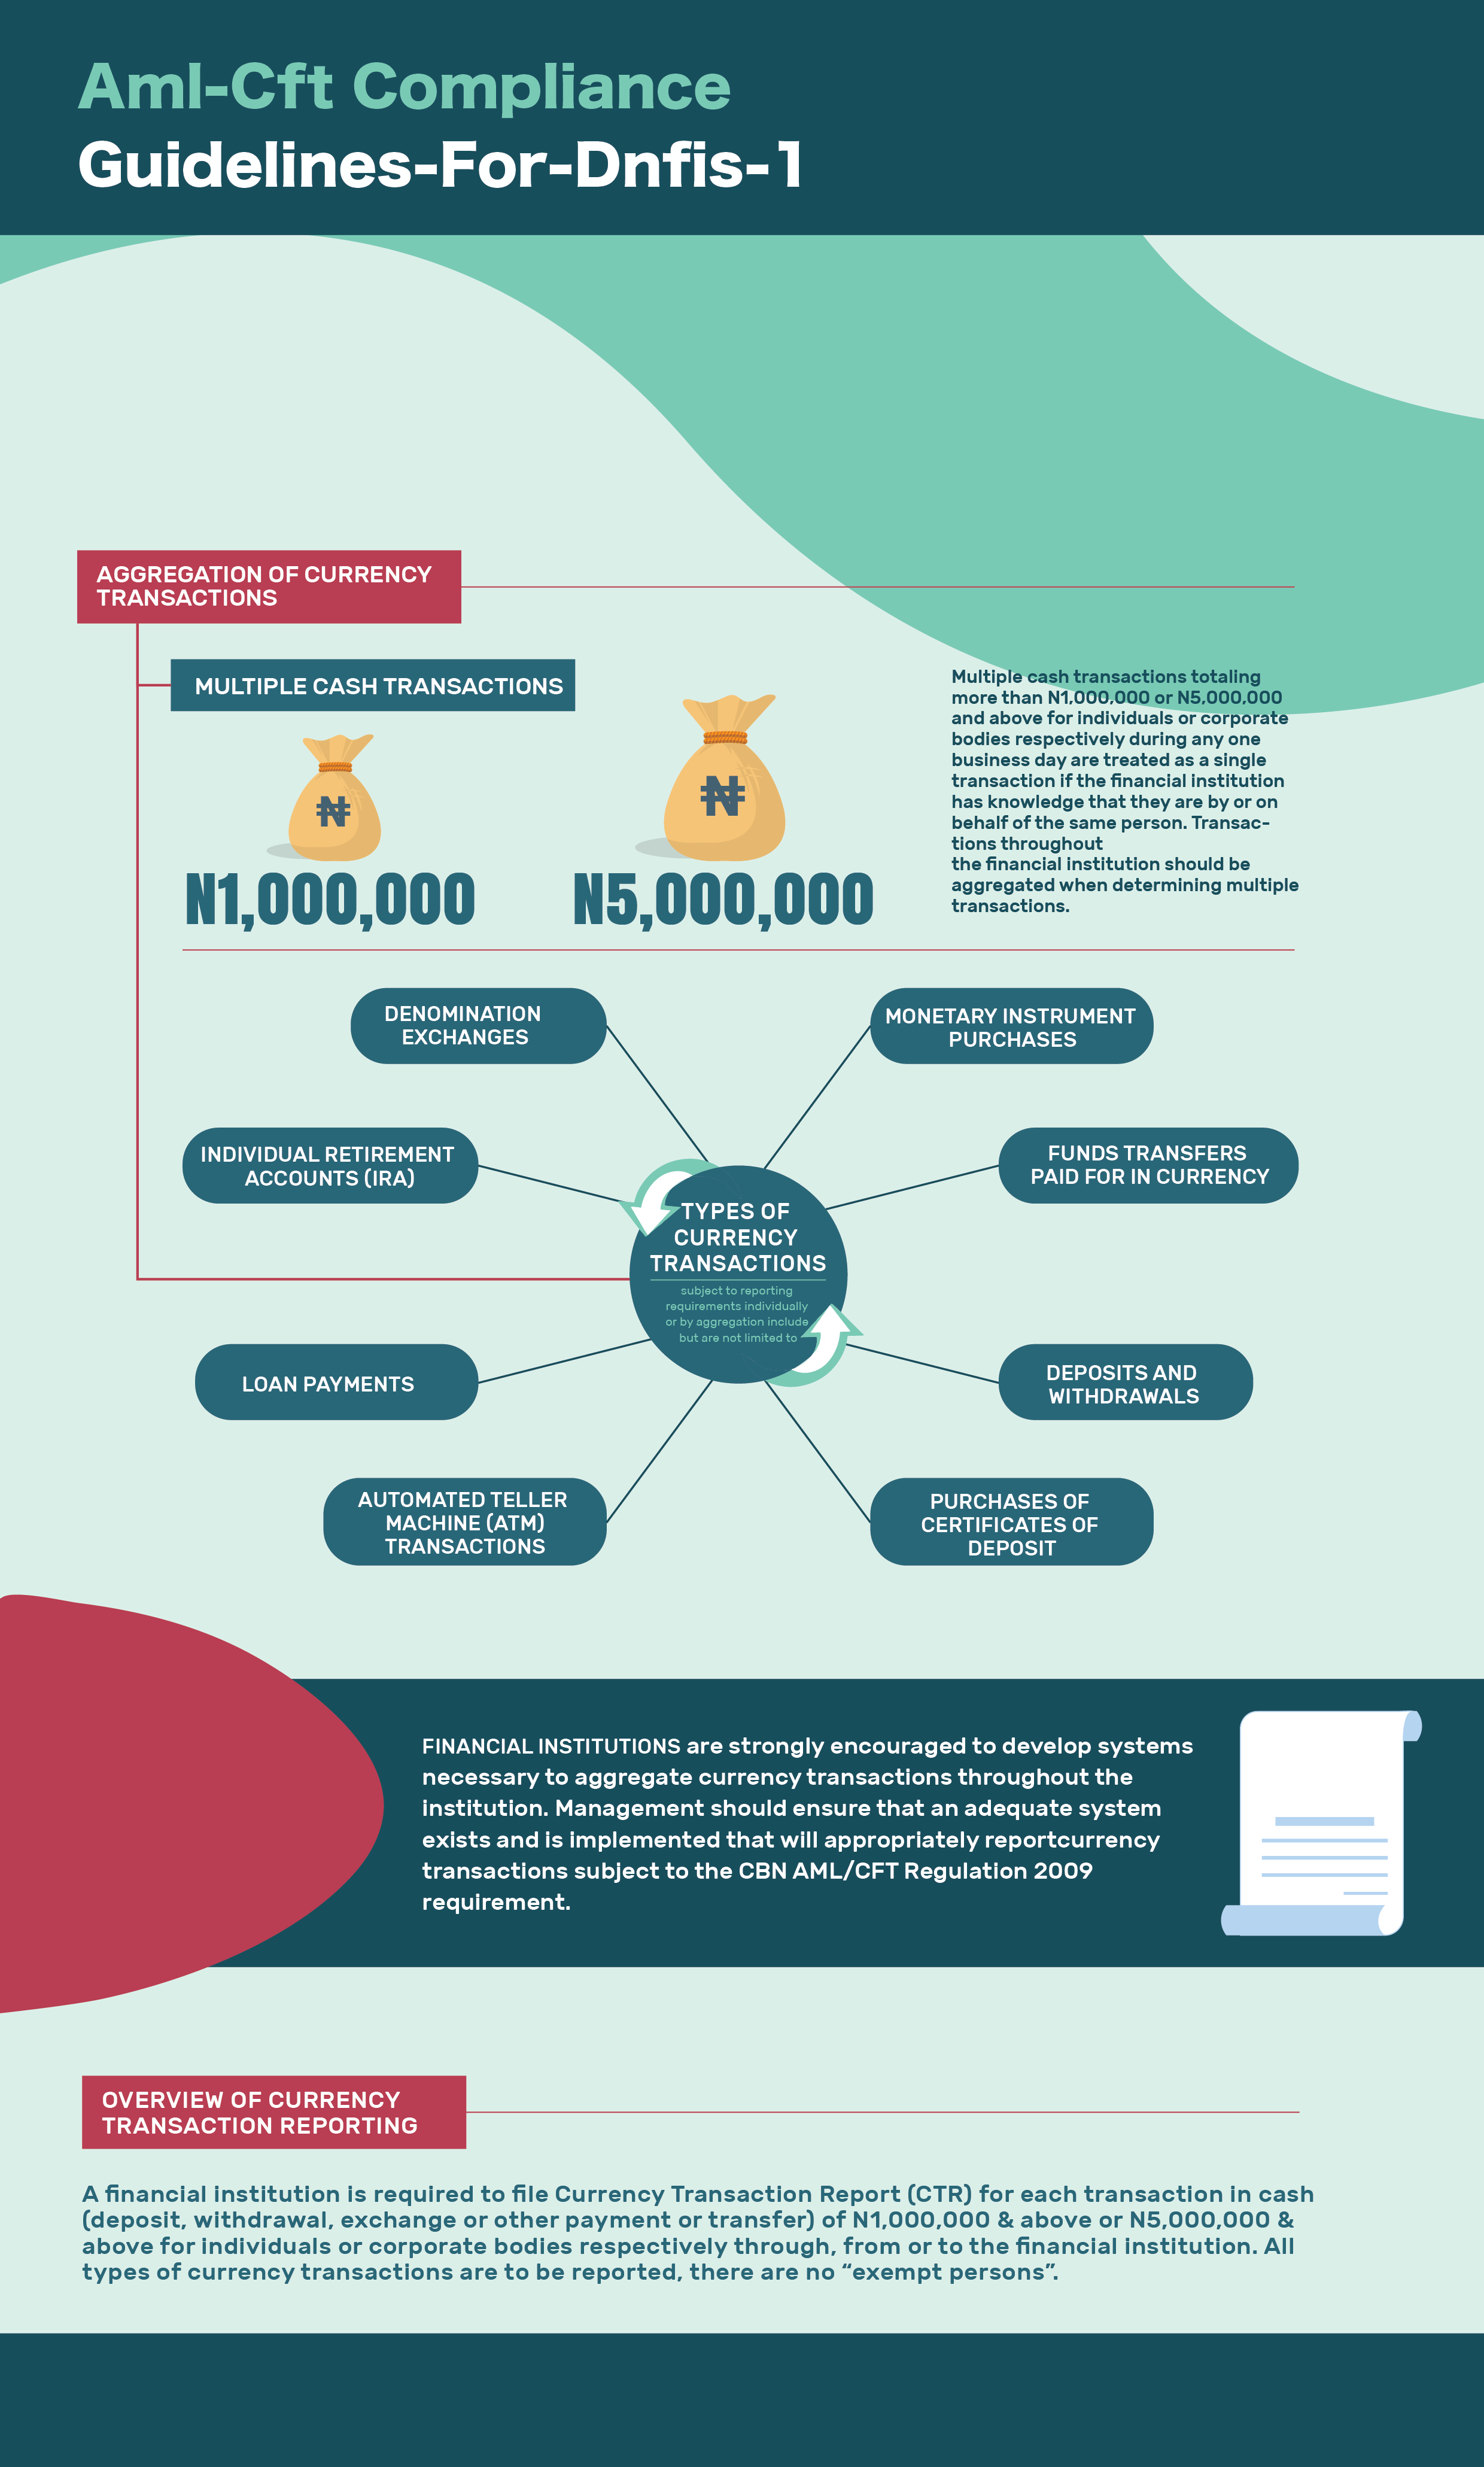 Aml-Cft Compliance
Guidelines-For-Dnfis-1
AGGREGATION OF CURRENCY
TRANSACTIONS
MULTIPLE CASH TRANSACTIONS
₦
₦
N1,000,000
N5,000,000
Multiple cash transactions totaling
more than N1,000,000 or N5,000,000
and above for individuals or corporate
bodies respectively during any one
business day are treated as a single
transaction if the financial institution
has knowledge that they are by or on
behalf of the same person. Transac-
tions throughout
the financial institution should be
aggregated when determining multiple
transactions.
DENOMINATION
EXCHANGES
MONETARY INSTRUMENT
PURCHASES
INDIVIDUAL RETIREMENT
ACCOUNTS (IRA)
FUNDS TRANSFERS
PAID FOR IN CURRENCY
TYPES OF
CURRENCY
TRANSACTIONS
subject to reporting
requirements individually
or by aggregation include
but are not limited to
LOAN PAYMENTS
DEPOSITS AND
WITHDRAWALS
AUTOMATED TELLER
MACHINE (ATM)
TRANSACTIONS
PURCHASES OF
CERTIFICATES OF
DEPOSIT
FINANCIAL INSTITUTIONS are strongly encouraged to develop systems
necessary to aggregate currency transactions throughout the
institution. Management should ensure that an adequate system
exists and is implemented that will appropriately reportcurrency
transactions subject to the CBN AML/CFT Regulation 2009
requirement.
OVERVIEW OF CURRENCY
TRANSACTION REPORTING
A financial institution is required to file Currency Transaction Report (CTR) for each transaction in cash
(deposit, withdrawal, exchange or other payment or transfer) of N1,000,000 & above or N5,000,000 &
above for individuals or corporate bodies respectively through, from or to the financial institution. All
types of currency transactions are to be reported, there are no “exempt persons”.